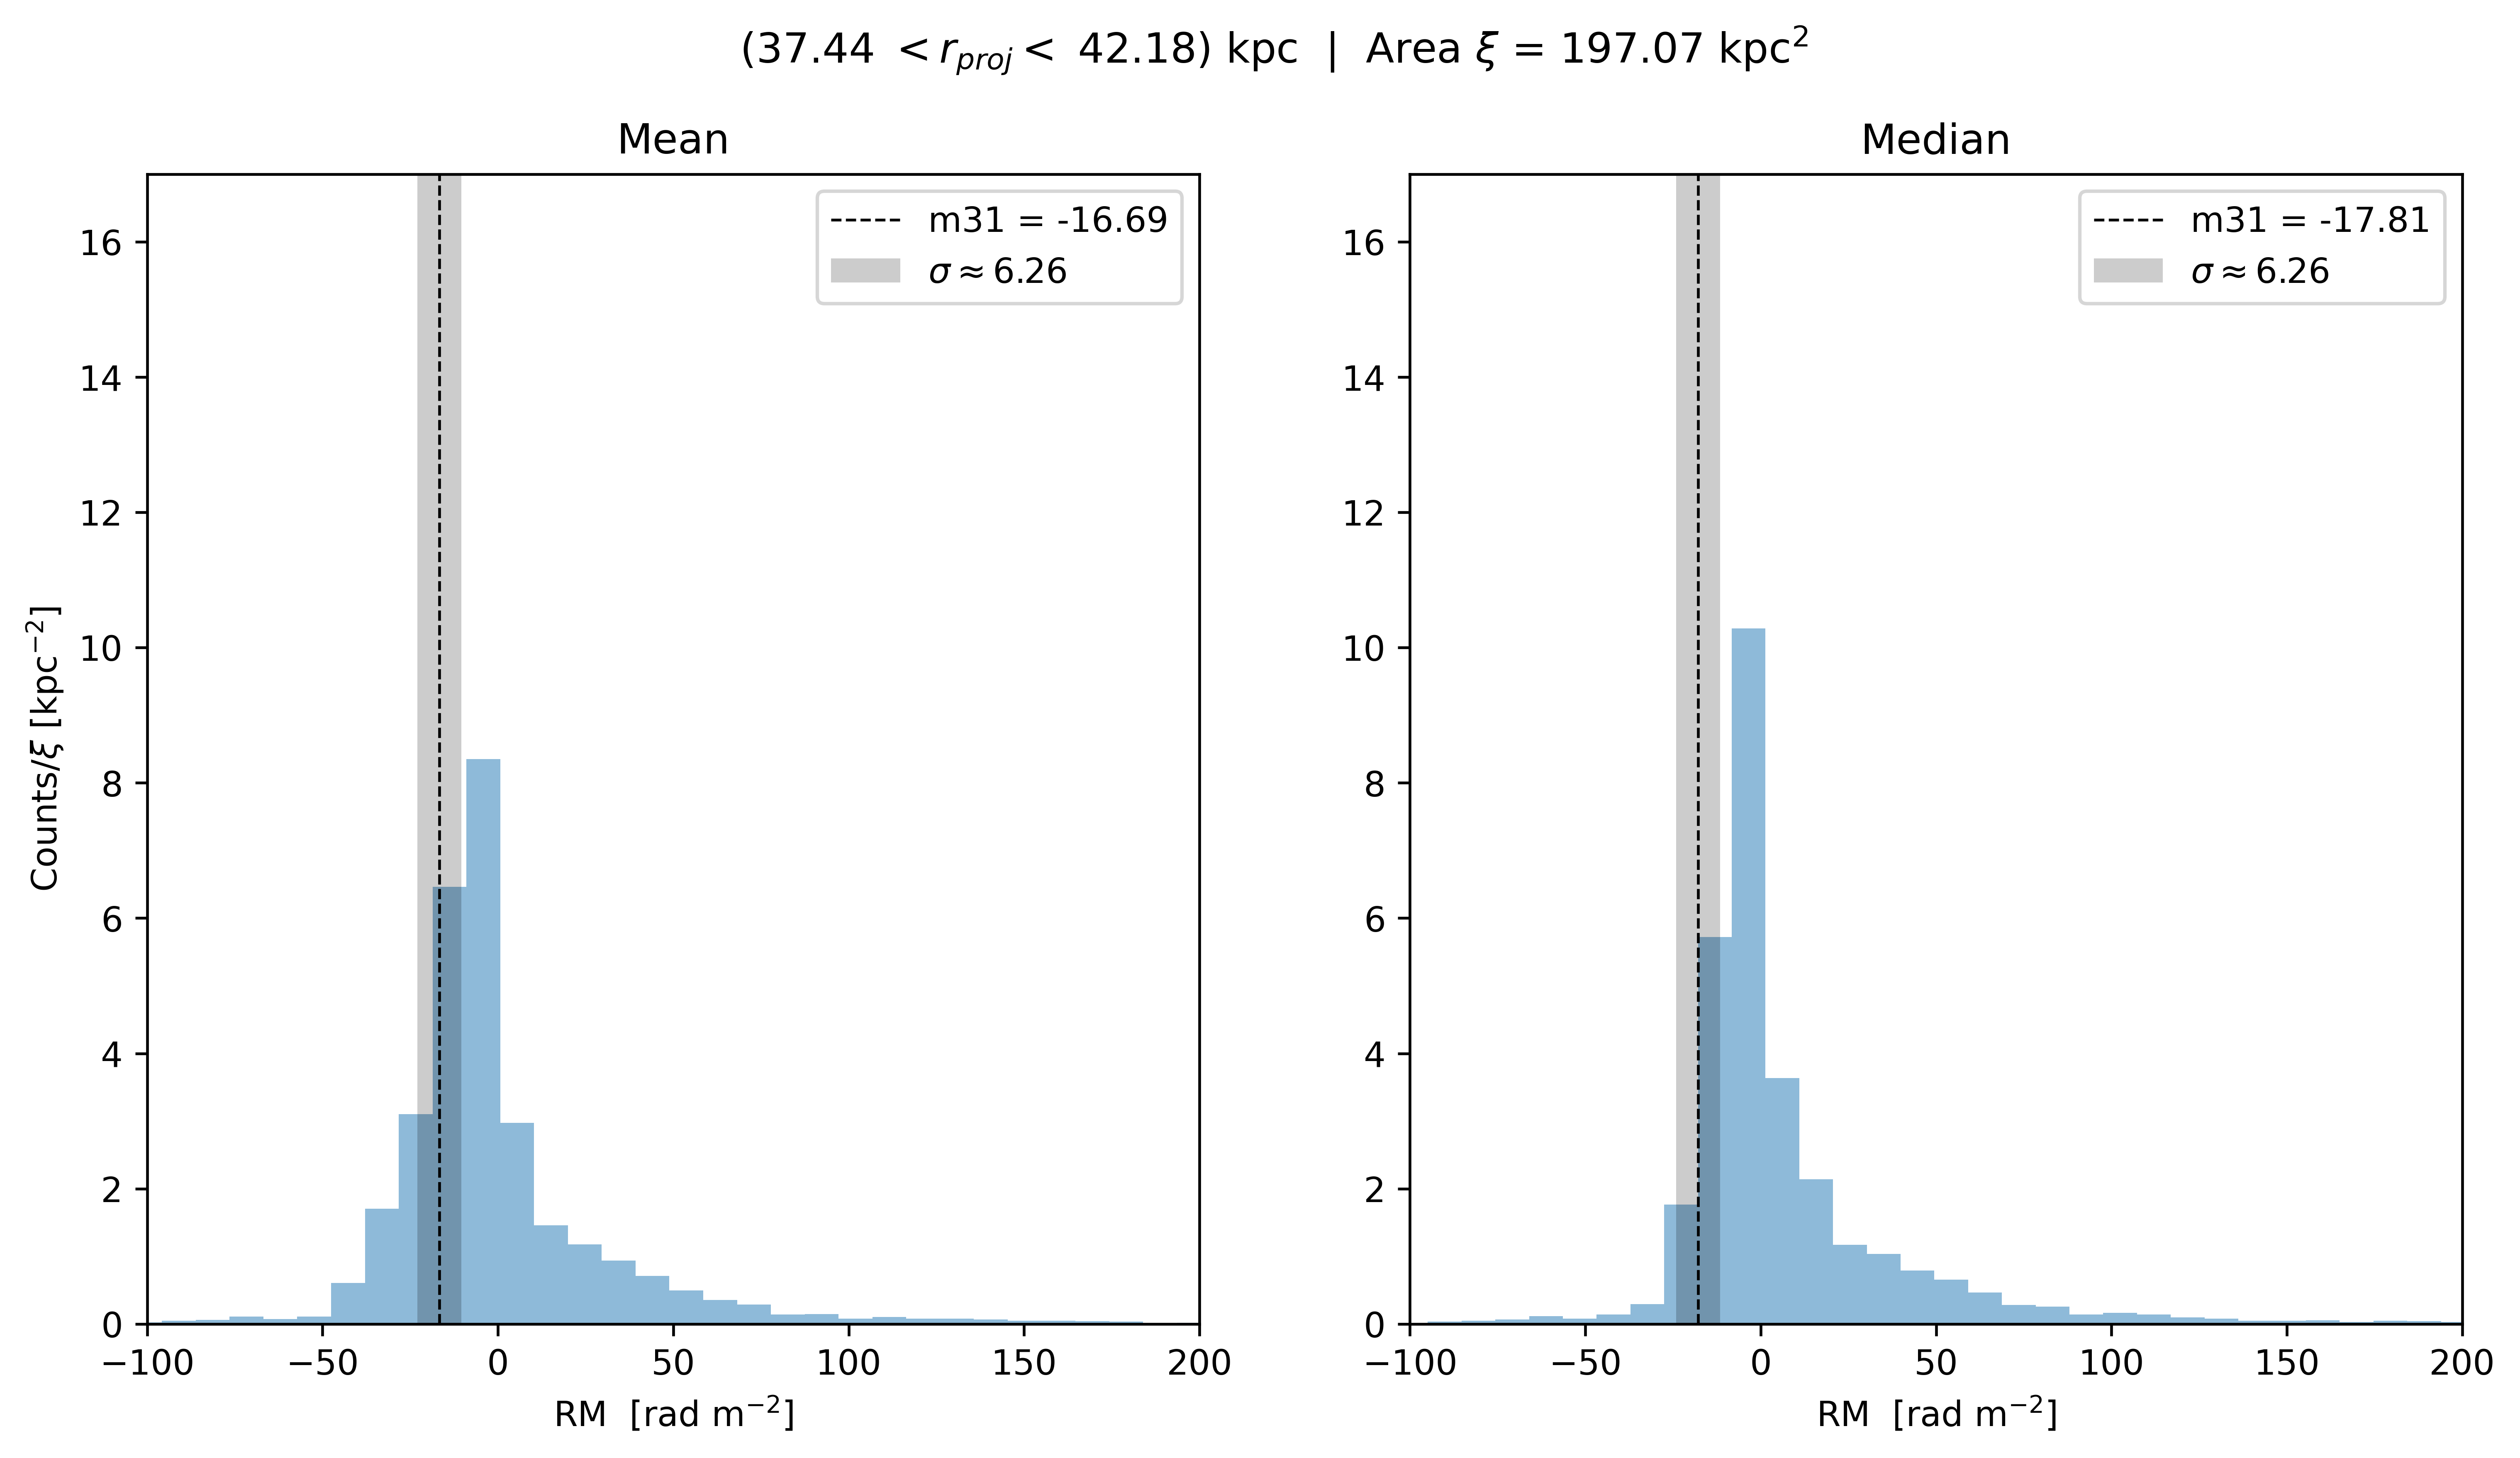 (37.44 < r_proj < 42.18) kpc | Area ξ = 197.07 kpc²
Mean
m31 = -16.69
σ ≈ 6.26
Counts/ξ [kpc⁻²]
16
14
12
10
8
6
4
2
0
−100 −50 0 50 100 150 200
RM [rad m⁻²]
Median
m31 = -17.81
σ ≈ 6.26
16
14
12
10
8
6
4
2
0
−100 −50 0 50 100 150 200
RM [rad m⁻²]